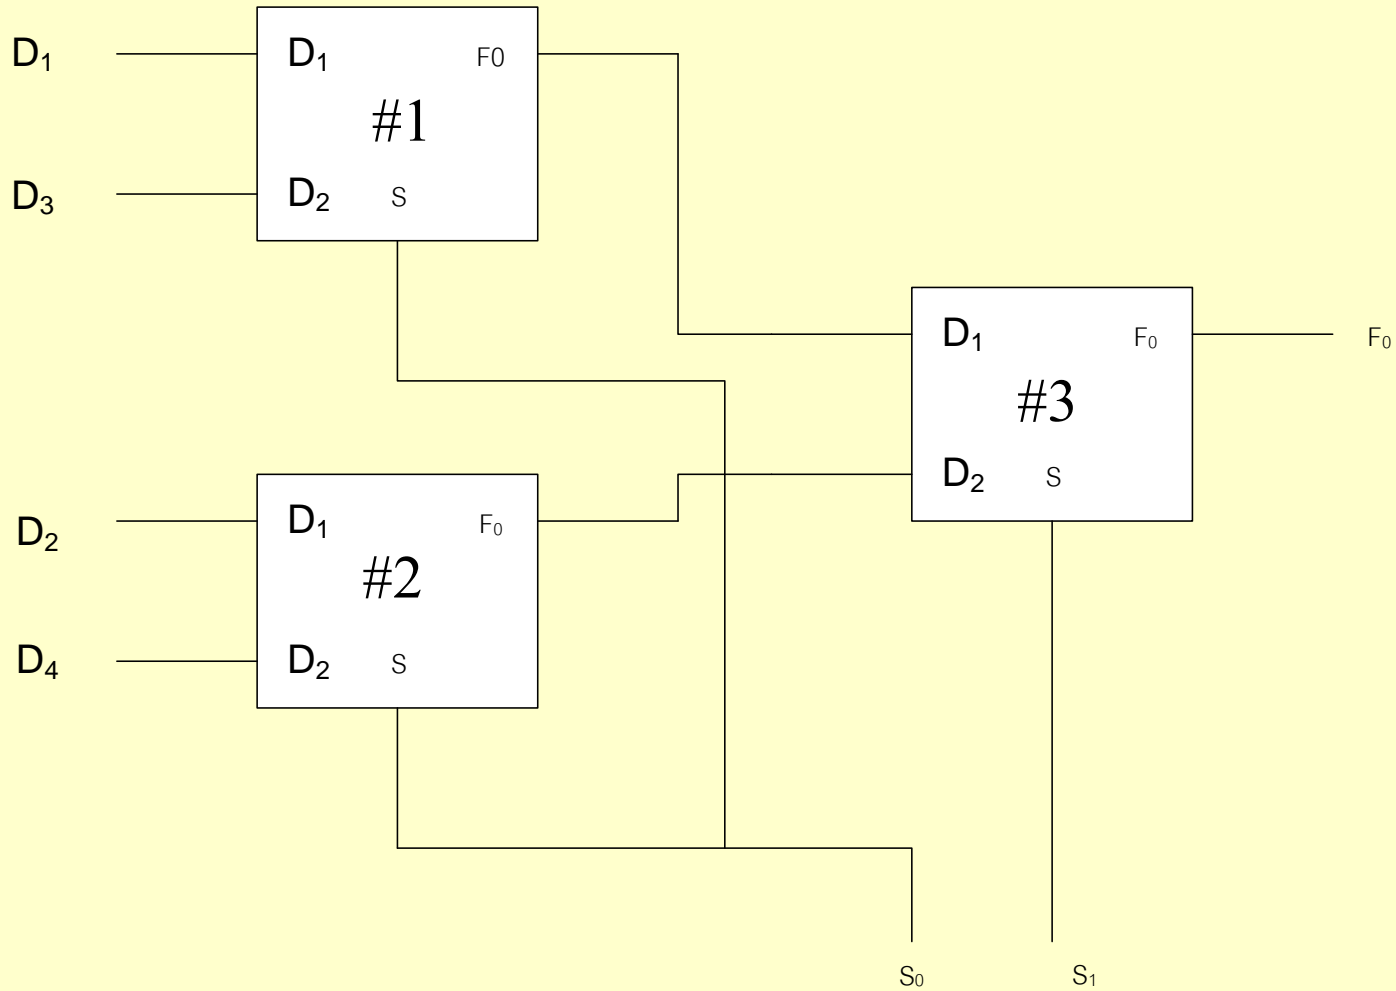 D₁
D₁ F0
#1
D₃
D₂ S
D₁ F₀
F₀
#3
D₂ S
D₂
D₁ F₀
#2
D₄
D₂ S
S₀
S₁